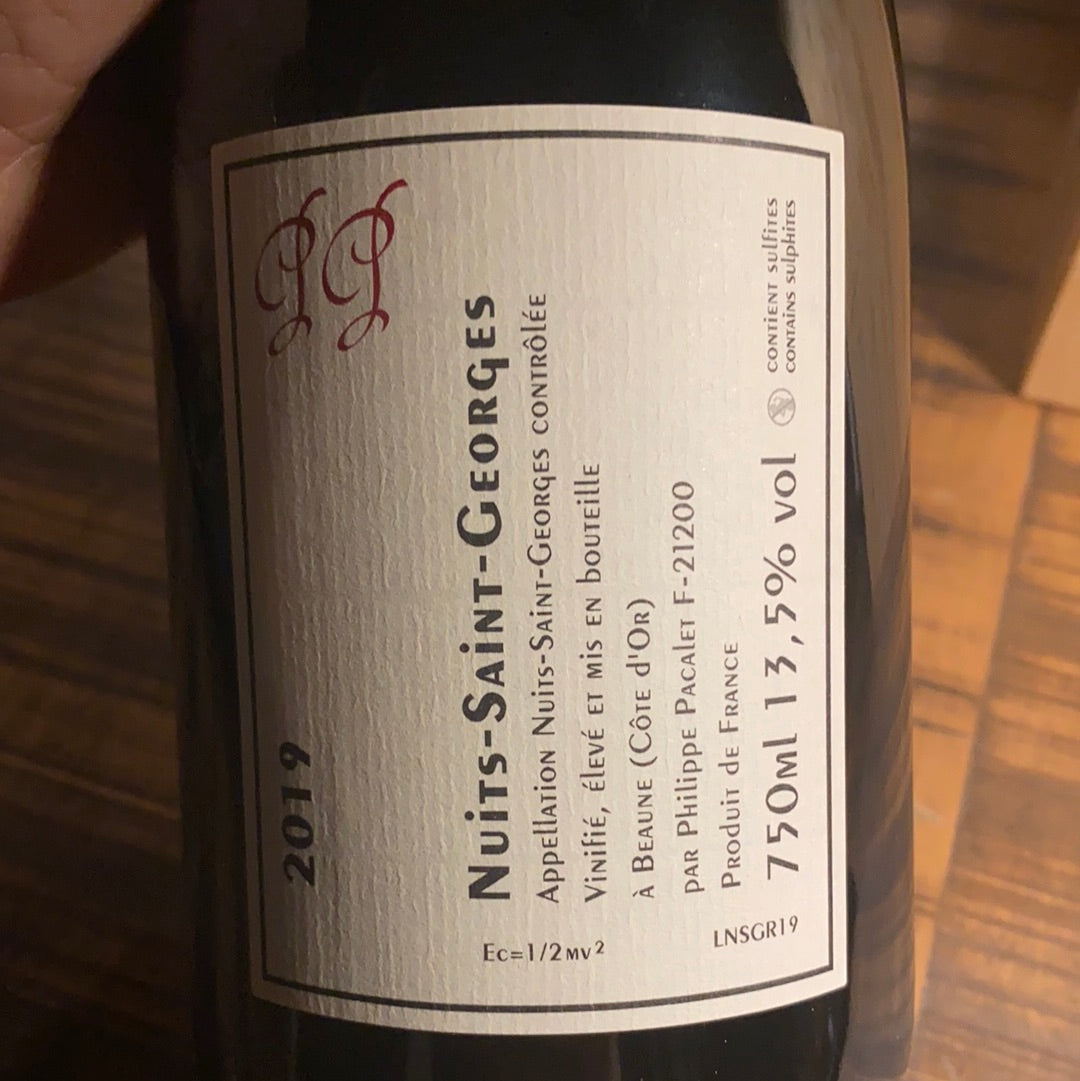 2019
PP
Nuits-Saint-Georges
Appellation Nuits-Saint-Georges contrôlée
Vinifié, élevé et mis en bouteille
à Beaune (Côte d'Or)
par Philippe Pacalet F-21200
Produit de France
750ml 13,5% vol
contient sulfites
contains sulphites
Ec=1/2mv²
LNSGR19